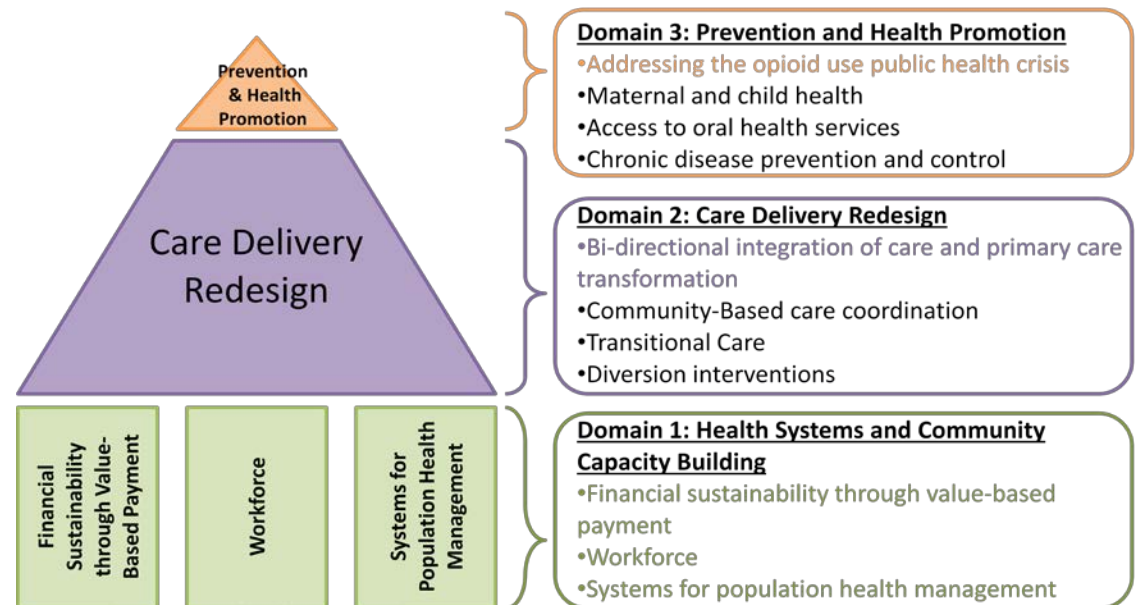 Prevention
& Health
Promotion
Care Delivery
Redesign
Financial
Sustainability
through Value-
Based Payment
Workforce
Systems for
Population Health
Management
Domain 3: Prevention and Health Promotion
•Addressing the opioid use public health crisis
•Maternal and child health
•Access to oral health services
•Chronic disease prevention and control
Domain 2: Care Delivery Redesign
•Bi-directional integration of care and primary care
transformation
•Community-Based care coordination
•Transitional Care
•Diversion interventions
Domain 1: Health Systems and Community
Capacity Building
•Financial sustainability through value-based
payment
•Workforce
•Systems for population health management